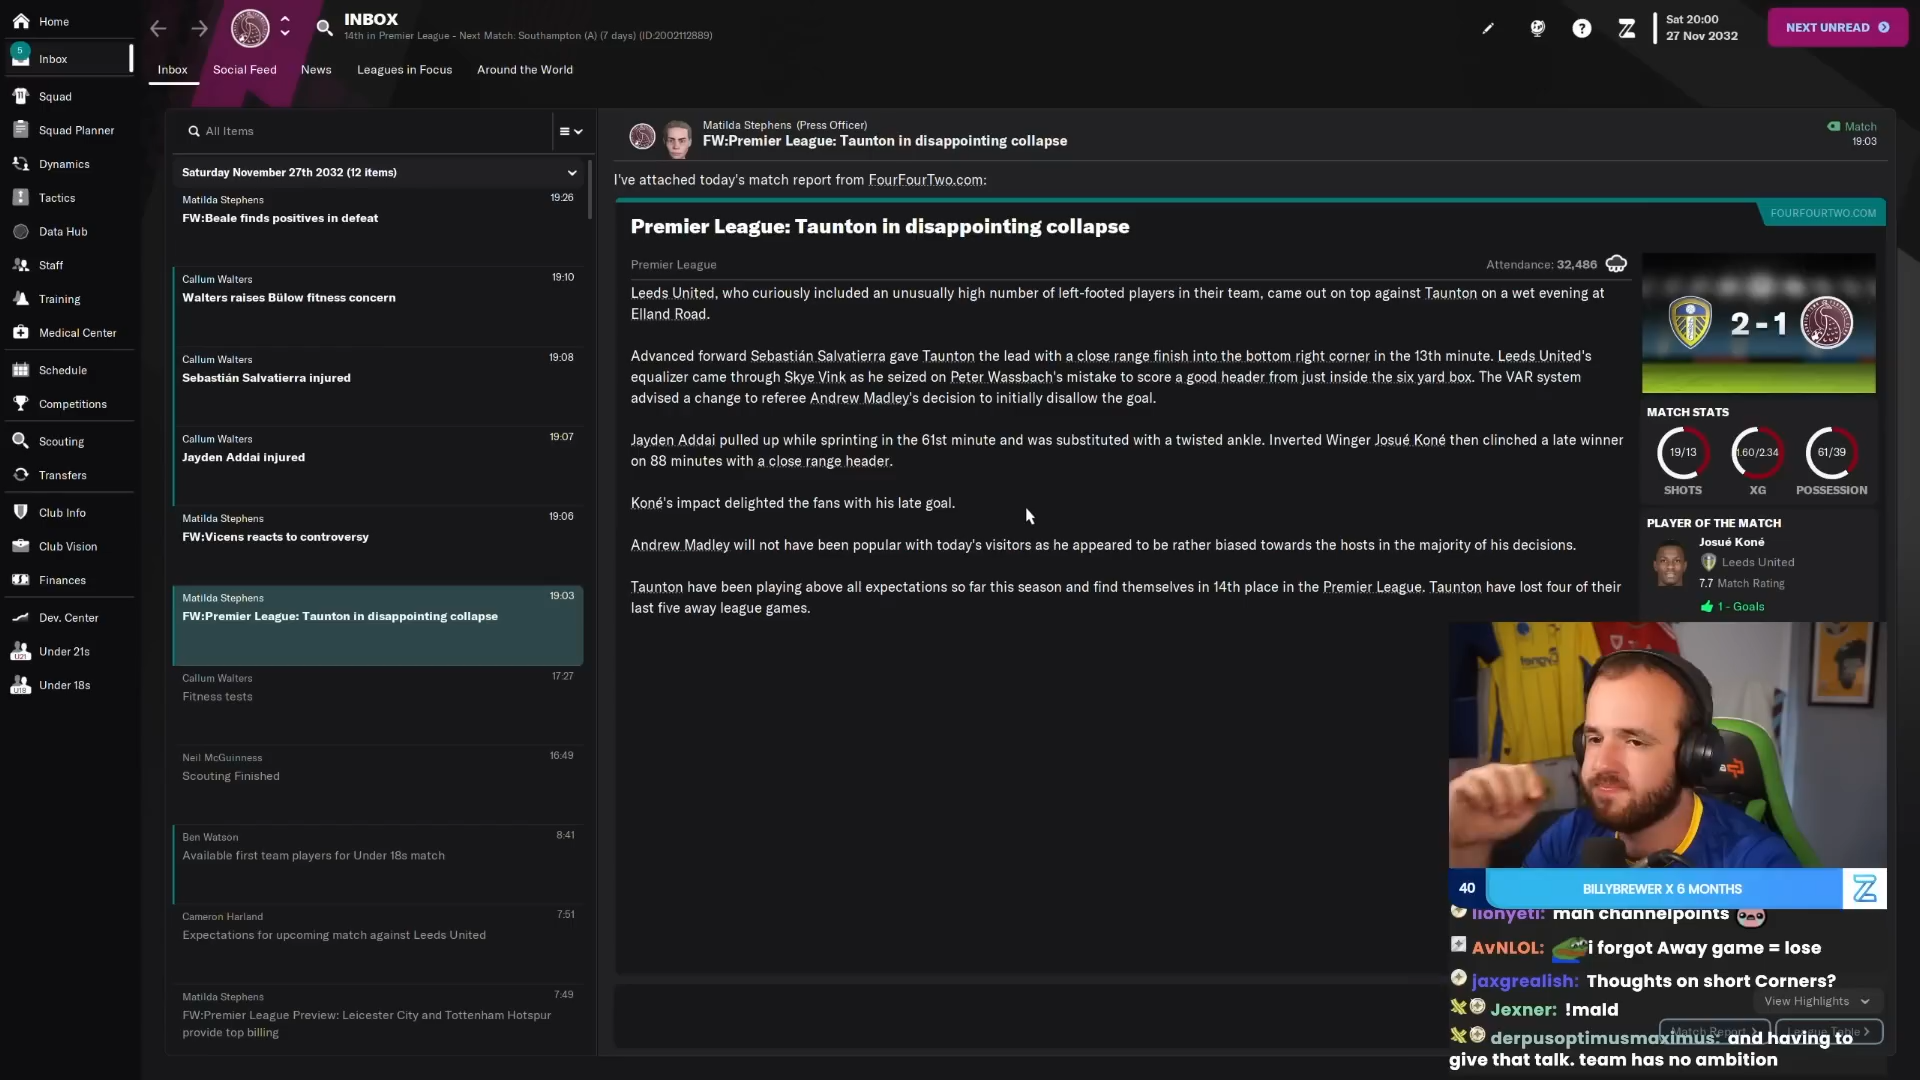 Home
5
Inbox
Squad
Squad Planner
Dynamics
Tactics
Data Hub
Staff
Training
Medical Center
Schedule
Competitions
Scouting
Transfers
Club Info
Club Vision
Finances
Dev. Center
Under 21s
Under 18s
INBOX
14th in Premier League - Next Match: Southampton (A) (7 days) (ID:2002112889)
Sat 20:00
27 Nov 2032
NEXT UNREAD
Inbox
Social Feed
News
Leagues in Focus
Around the World
All Items
Saturday November 27th 2032 (12 items)
Matilda Stephens 19:26
FW:Beale finds positives in defeat
Callum Walters 19:10
Walters raises Bülow fitness concern
Callum Walters 19:08
Sebastián Salvatierra injured
Callum Walters 19:07
Jayden Addai injured
Matilda Stephens 19:06
FW:Vicens reacts to controversy
Matilda Stephens 19:03
FW:Premier League: Taunton in disappointing collapse
Callum Walters 17:27
Fitness tests
Neil McGuinness 16:49
Scouting Finished
Ben Watson 8:41
Available first team players for Under 18s match
Cameron Harland 7:51
Expectations for upcoming match against Leeds United
Matilda Stephens 7:49
FW:Premier League Preview: Leicester City and Tottenham Hotspur
provide top billing
Matilda Stephens (Press Officer)
FW:Premier League: Taunton in disappointing collapse
Match
19:03
I've attached today's match report from FourFourTwo.com:
FOURFOURTWO.COM
Premier League: Taunton in disappointing collapse
Premier League
Attendance: 32,486
Leeds United, who curiously included an unusually high number of left-footed players in their team, came out on top against Taunton on a wet evening at
Elland Road.
Advanced forward Sebastián Salvatierra gave Taunton the lead with a close range finish into the bottom right corner in the 13th minute. Leeds United's
equalizer came through Skye Vink as he seized on Peter Wassbach's mistake to score a good header from just inside the six yard box. The VAR system
advised a change to referee Andrew Madley's decision to initially disallow the goal.
Jayden Addai pulled up while sprinting in the 61st minute and was substituted with a twisted ankle. Inverted Winger Josué Koné then clinched a late winner
on 88 minutes with a close range header.
Koné's impact delighted the fans with his late goal.
Andrew Madley will not have been popular with today's visitors as he appeared to be rather biased towards the hosts in the majority of his decisions.
Taunton have been playing above all expectations so far this season and find themselves in 14th place in the Premier League. Taunton have lost four of their
last five away league games.
2 - 1
MATCH STATS
19/13
1.60/2.34
61/39
SHOTS
XG
POSSESSION
PLAYER OF THE MATCH
Josué Koné
Leeds United
7.7 Match Rating
1 - Goals
40
BILLYBREWER X 6 MONTHS
lionyeti: mah channelpoints
AvNLOL: i forgot Away game = lose
jaxgrealish: Thoughts on short Corners?
View Highlights
Jexner: !mald
Match Report
League Table
derpusoptimusmaximus: and having to
give that talk. team has no ambition